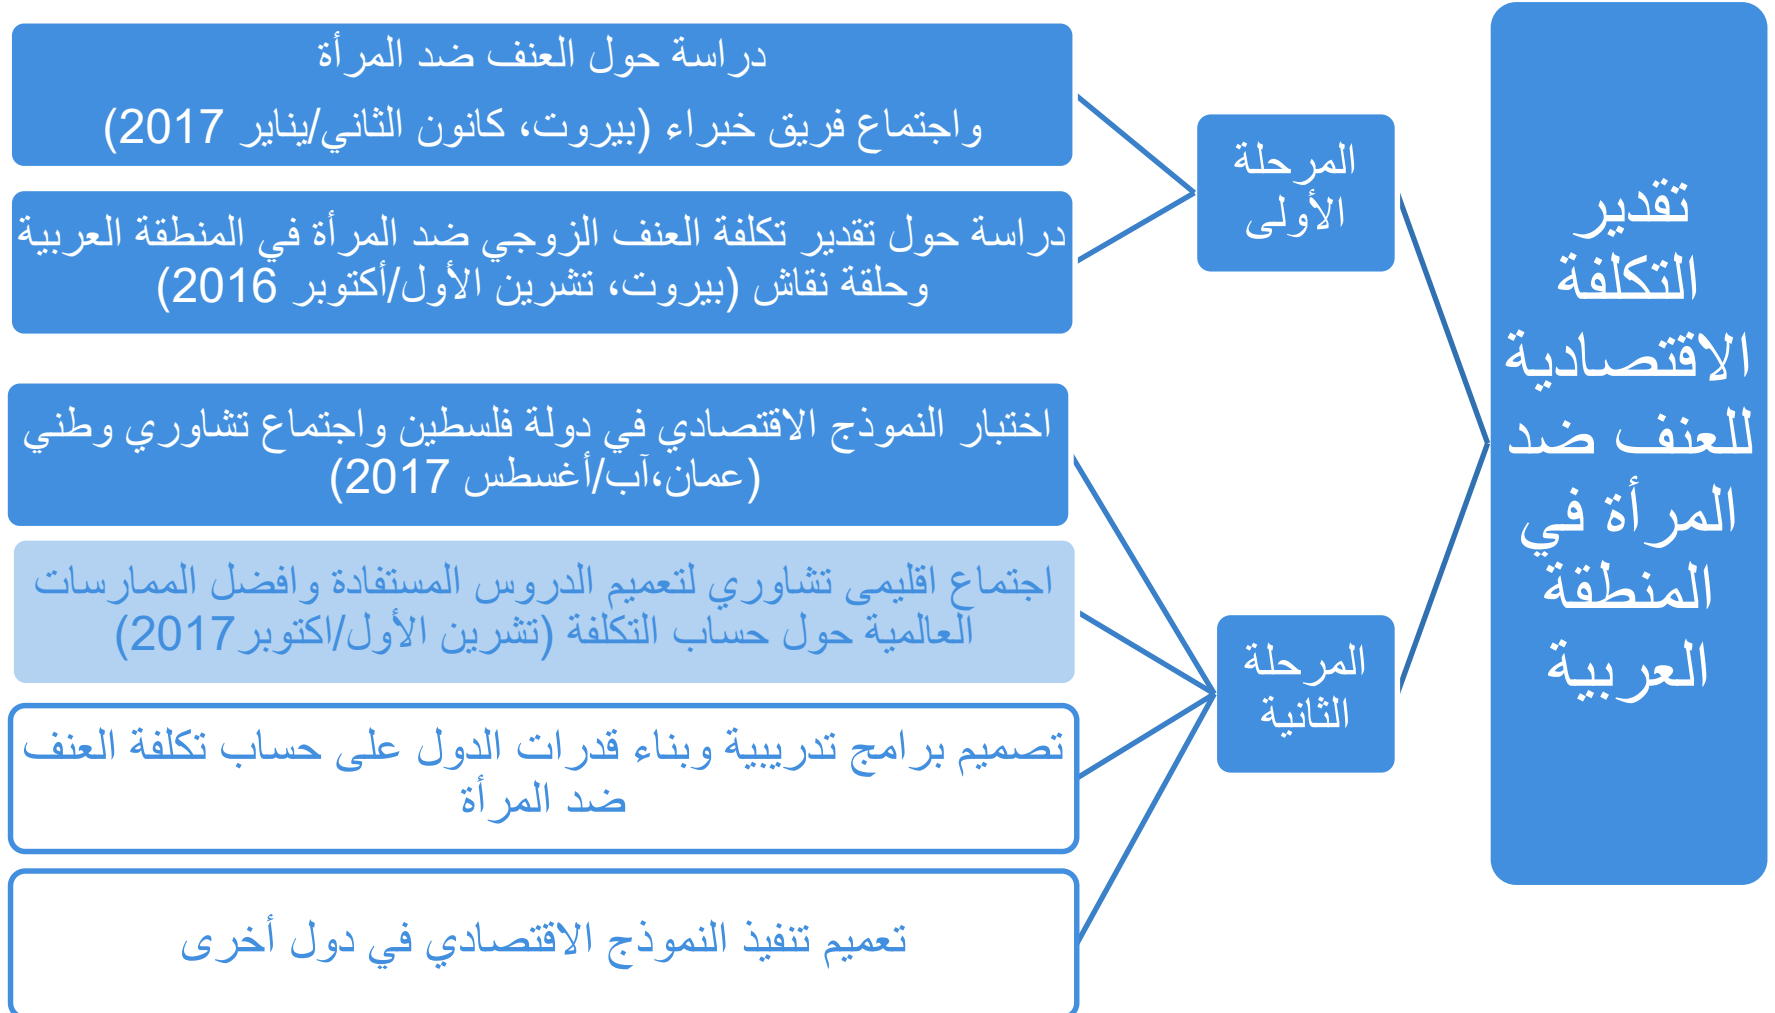 تقدير
التكلفة
الاقتصادية
للعنف ضد
المرأة في
المنطقة
العربية
المرحلة
الأولى
دراسة حول العنف ضد المرأة
واجتماع فريق خبراء (بيروت، كانون الثاني/يناير 2017)
دراسة حول تقدير تكلفة العنف الزوجي ضد المرأة في المنطقة العربية
وحلقة نقاش (بيروت، تشرين الأول/أكتوبر 2016)
المرحلة
الثانية
اختبار النموذج الاقتصادي في دولة فلسطين واجتماع تشاوري وطني
(عمان،آب/أغسطس 2017)
اجتماع اقليمى تشاوري لتعميم الدروس المستفادة وافضل الممارسات
العالمية حول حساب التكلفة (تشرين الأول/اكتوبر2017)
تصميم برامج تدريبية وبناء قدرات الدول على حساب تكلفة العنف
ضد المرأة
تعميم تنفيذ النموذج الاقتصادي في دول أخرى